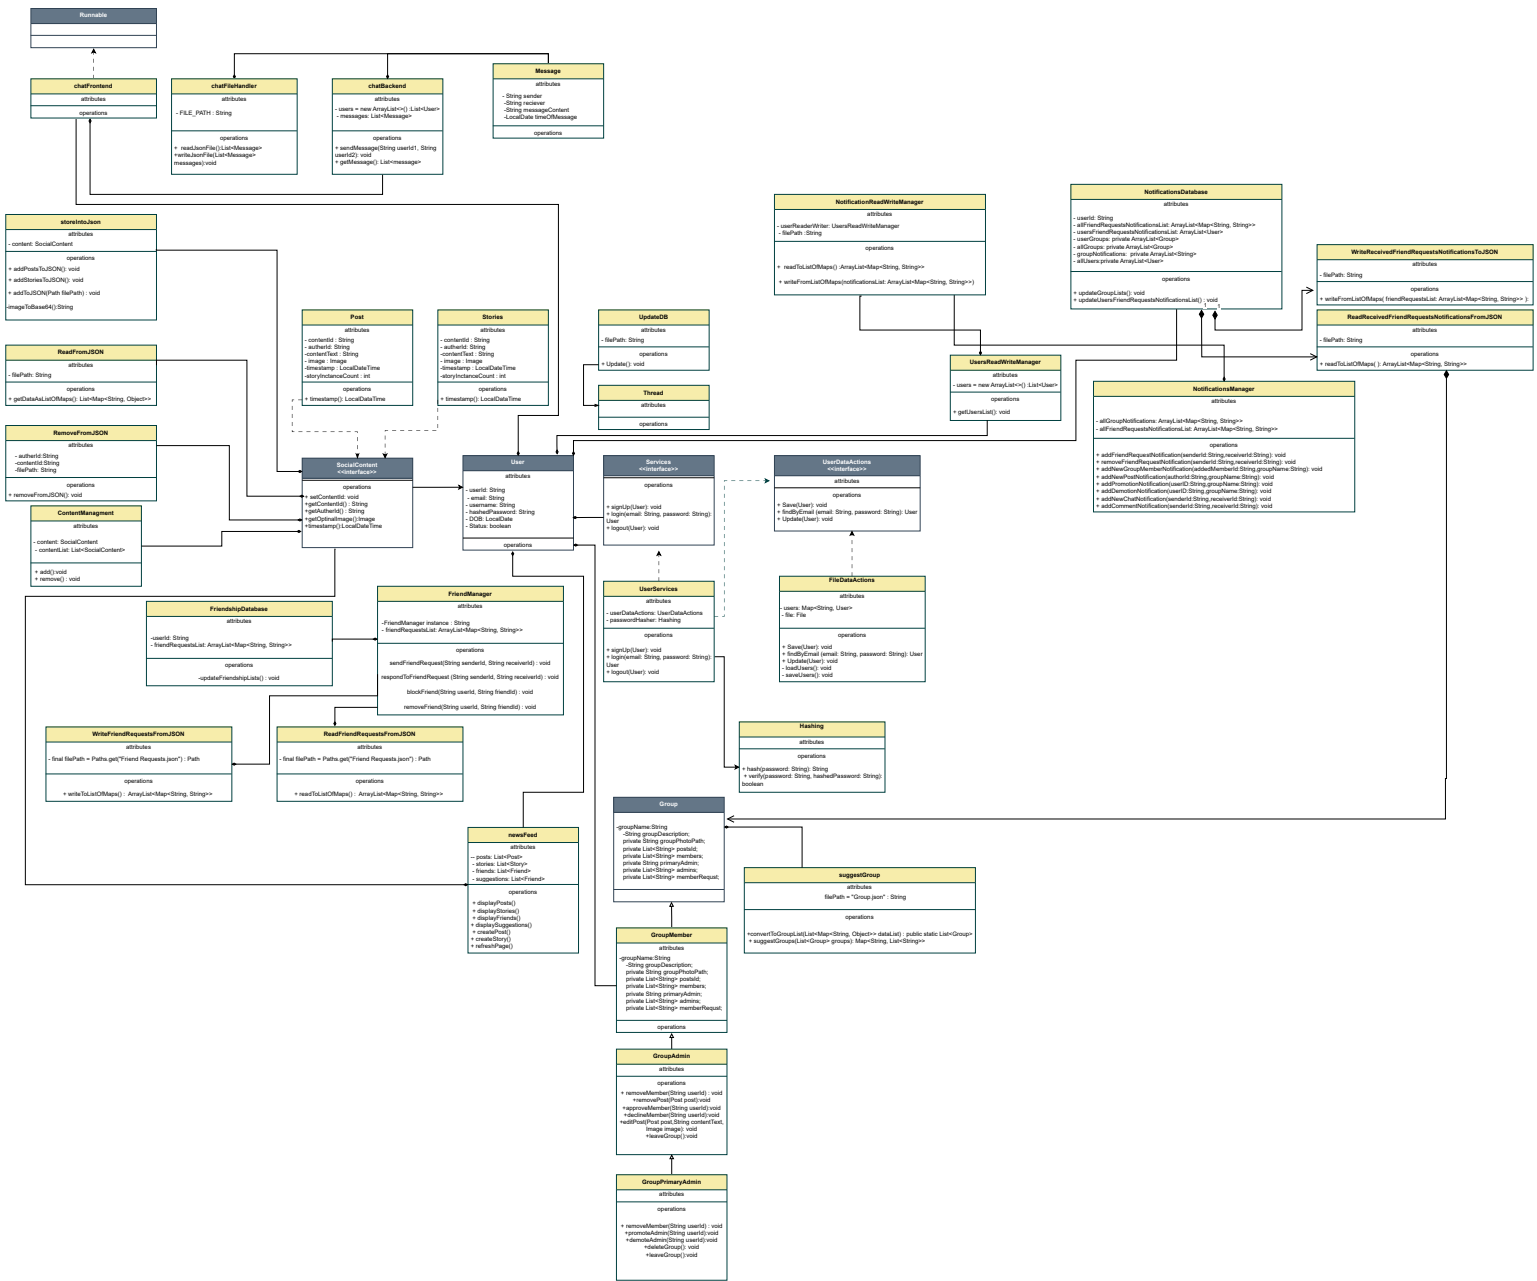 Runnable
chatFrontend
attributes
operations
chatFileHandler
attributes
- FILE_PATH : String
operations
+ readJsonFile():List<Message>
+writeJsonFile(List<Message>
messages):void
chatBackend
attributes
- users = new ArrayList<>() :List<User>
- messages: List<Message>
operations
+ sendMessage(String userId1, String
userId2): void
+ getMessage(): List<message>
Message
attributes
- String sender
-String reciever
-String messageContent
-LocalDate timeOfMessage
operations
storeIntoJson
attributes
- content: SocialContent
operations
+ addPostsToJSON(): void
+ addStoriesToJSON(): void
+ addToJSON(Path filePath) : void
-imageToBase64():String
ReadFromJSON
attributes
- filePath: String
operations
+ getDataAsListOfMaps(): List<Map<String, Object>>
RemoveFromJSON
attributes
- autherId:String
-contentId:String
-filePath: String
operations
+ removeFromJSON(): void
ContentManagment
attributes
- content: SocialContent
- contentList: List<SocialContent>
+ add():void
+ remove() : void
Post
attributes
- contentId : String
- autherId: String
-contentText : String
- image : Image
-timestamp : LocalDateTime
-storyInctanceCount : int
operations
+ timestamp(): LocalDataTime
Stories
attributes
- contentId : String
- autherId: String
-contentText : String
- image : Image
-timestamp : LocalDateTime
-storyInctanceCount : int
operations
+ timestamp(): LocalDataTime
UpdateDB
attributes
- filePath: String
operations
+ Update(): void
Thread
attributes
operations
NotificationReadWriteManager
attributes
- userReaderWriter: UsersReadWriteManager
- filePath :String
operations
+ readToListOfMaps() :ArrayList<Map<String, String>>
+ writeFromListOfMaps(notificationsList: ArrayList<Map<String, String>>)
UsersReadWriteManager
attributes
- users = new ArrayList<>() :List<User>
operations
+ getUsersList(): void
NotificationsDatabase
attributes
- userId: String
- allFriendRequestsNotificationsList: ArrayList<Map<String, String>>
- usersFriendRequestsNotificationsList: ArrayList<User>
- userGroups: private ArrayList<Group>
- allGroups: private ArrayList<Group>
- groupNotifications: private ArrayList<String>
- allUsers:private ArrayList<User>
operations
+ updateGroupLists(): void
+ updateUsersFriendRequestsNotificationsList() : void
1
1
WriteReceivedFriendRequestsNotificationsToJSON
attributes
- filePath: String
operations
+ writeFromListOfMaps( friendRequestsList: ArrayList<Map<String, String>> ):
ReadReceivedFriendRequestsNotificationsFromJSON
attributes
- filePath: String
operations
+ readToListOfMaps( ): ArrayList<Map<String, String>>
NotificationsManager
attributes
- allGroupNotifications: ArrayList<Map<String, String>>
- allFriendRequestsNotificationsList: ArrayList<Map<String, String>>
operations
+ addFriendRequestNotification(senderId:String,receiverId:String): void
+ removeFriendRequestNotification(senderId:String,receiverId:String): void
+ addNewGroupMemberNotification(addedMemberId:String,groupName:String): void
+ addNewPostNotification(authorId:String,groupName:String): void
+ addPromotionNotification(userID:String,groupName:String): void
+ addDemotionNotification(userID:String,groupName:String): void
+ addNewChatNotification(senderId:String,receiverId:String): void
+ addCommentNotification(senderId:String,receiverId:String): void
SocialContent
<<interface>>
operations
+ setContentId: void
+getContentId() : String
+getAutherId() : String
+getOptinalImage():Image
+timestamp():LocalDateTime
User
attributes
- userId: String
- email: String
- username: String
- hashedPassword: String
- DOB: LocalDate
- Status: boolean
operations
Services
<<interface>>
operations
+ signUp(User): void
+ login(email: String, password: String):
User
+ logout(User): void
UserDataActions
<<interface>>
attributes
operations
+ Save(User): void
+ findByEmail (email: String, password: String): User
+ Update(User): void
UserServices
attributes
- userDataActions: UserDataActions
- passwordHasher: Hashing
operations
+ signUp(User): void
+ login(email: String, password: String):
User
+ logout(User): void
FileDataActions
attributes
- users: Map<String, User>
- file: File
operations
+ Save(User): void
+ findByEmail (email: String, password: String): User
+ Update(User): void
- loadUsers(): void
- saveUsers(): void
FriendshipDatabase
attributes
-userId: String
- friendRequestsList: ArrayList<Map<String, String>>
operations
-updateFriendshipLists() : void
FriendManager
attributes
-FriendManager instance : String
- friendRequestsList: ArrayList<Map<String, String>>
operations
sendFriendRequest(String senderId, String receiverId) : void
respondToFriendRequest (String senderId, String receiverId) : void
blockFriend(String userId, String friendId) : void
removeFriend(String userId, String friendId) : void
WriteFriendRequestsFromJSON
attributes
- final filePath = Paths.get("Friend Requests.json") : Path
operations
+ writeToListOfMaps() : ArrayList<Map<String, String>>
ReadFriendRequestsFromJSON
attributes
- final filePath = Paths.get("Friend Requests.json") : Path
operations
+ readToListOfMaps() : ArrayList<Map<String, String>>
Hashing
attributes
operations
+ hash(password: String): String
+ verify(password: String, hashedPassword: String):
boolean
newsFeed
attributes
-- posts: List<Post>
- stories: List<Story>
- friends: List<Friend>
- suggestions: List<Friend>
operations
+ displayPosts()
+ displayStories()
+ displayFriends()
+ displaySuggestions()
+ createPost()
+ createStory()
+ refreshPage()
Group
-groupName:String
-String groupDescription;
private String groupPhotoPath;
private List<String> postsId;
private List<String> members;
private String primaryAdmin;
private List<String> admins;
private List<String> memberRequst;
suggestGroup
attributes
filePath = "Group.json" : String
operations
+convertToGroupList(List<Map<String, Object>> dataList) : public static List<Group>
+ suggestGroups(List<Group> groups): Map<String, List<String>>
GroupMember
attributes
-groupName:String
-String groupDescription;
private String groupPhotoPath;
private List<String> postsId;
private List<String> members;
private String primaryAdmin;
private List<String> admins;
private List<String> memberRequst;
operations
GroupAdmin
attributes
operations
+ removeMember(String userId) : void
+removePost(Post post):void
+approveMember(String userId):void
+declineMember(String userId):void
+editPost(Post post,String contentText,
Image image): void
+leaveGroup():void
GroupPrimaryAdmin
attributes
operations
+ removeMember(String userId) : void
+promoteAdmin(String userId):void
+demoteAdmin(String userId):void
+deleteGroup(): void
+leaveGroup():void